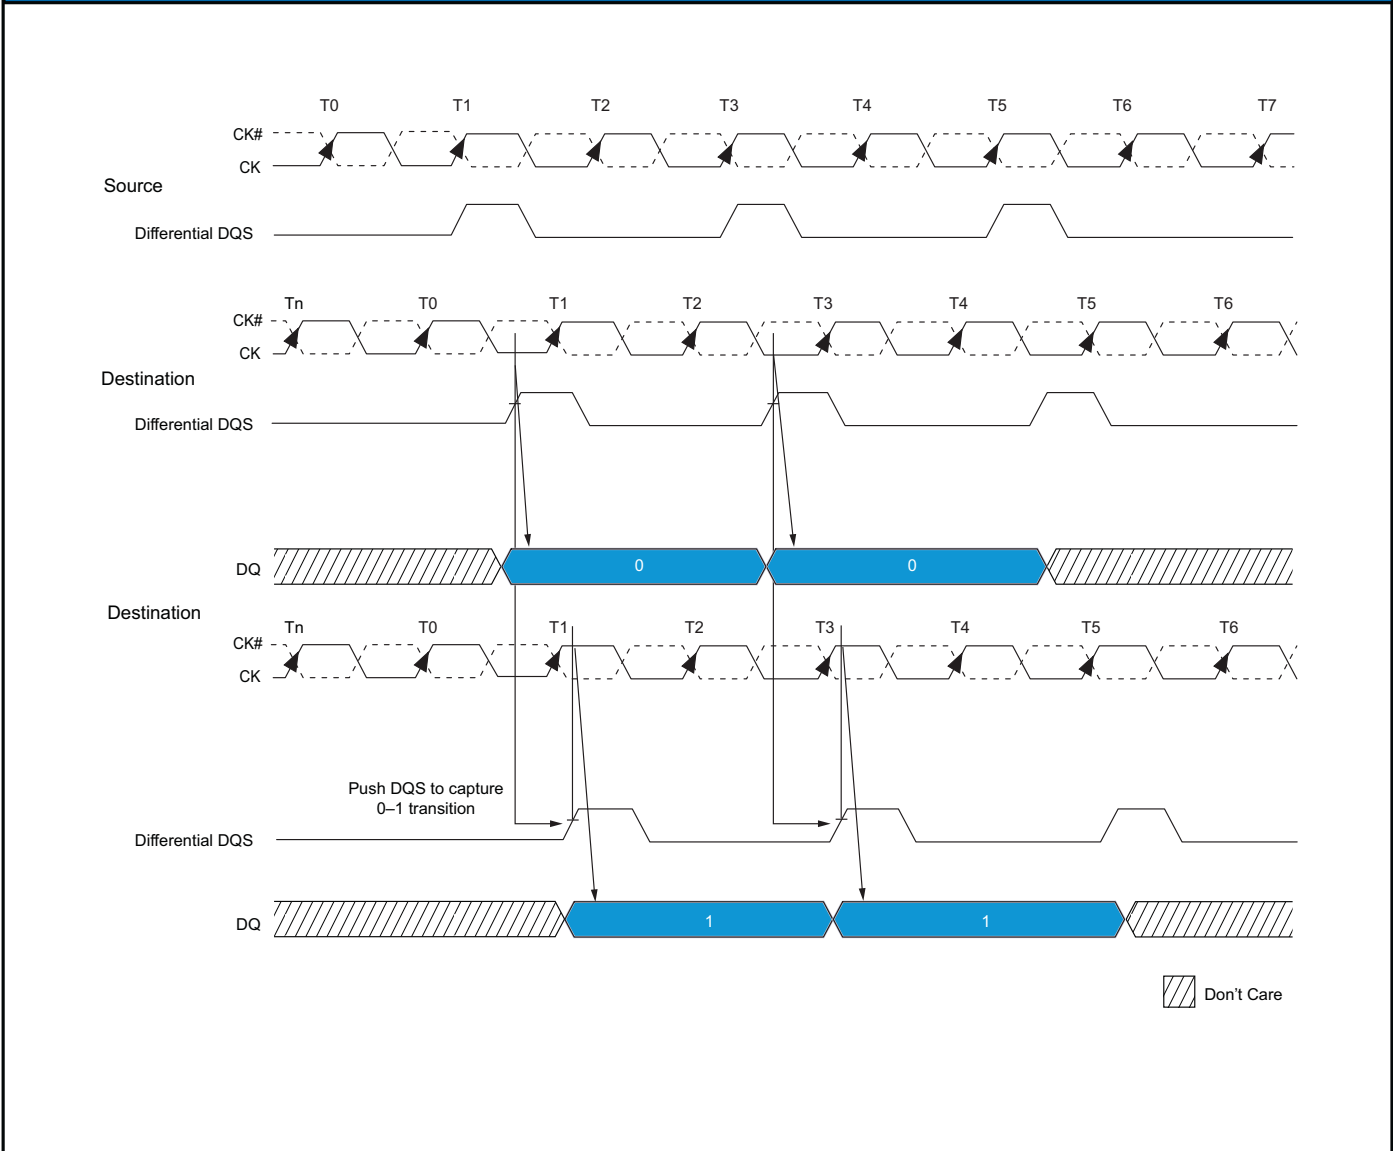 T0 T1 T2 T3 T4 T5 T6 T7
CK#
CK
Source
Differential DQS
Tn T0 T1 T2 T3 T4 T5 T6
CK#
CK
Destination
Differential DQS
DQ 0 0
Destination
Tn T0 T1 T2 T3 T4 T5 T6
CK#
CK
Push DQS to capture
0–1 transition
Differential DQS
DQ 1 1
Don't Care